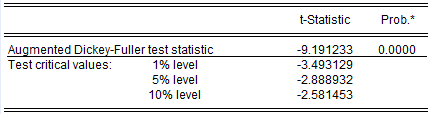 t-Statistic Prob.*
Augmented Dickey-Fuller test statistic -9.191233 0.0000
Test critical values: 1% level -3.493129
5% level -2.888932
10% level -2.581453